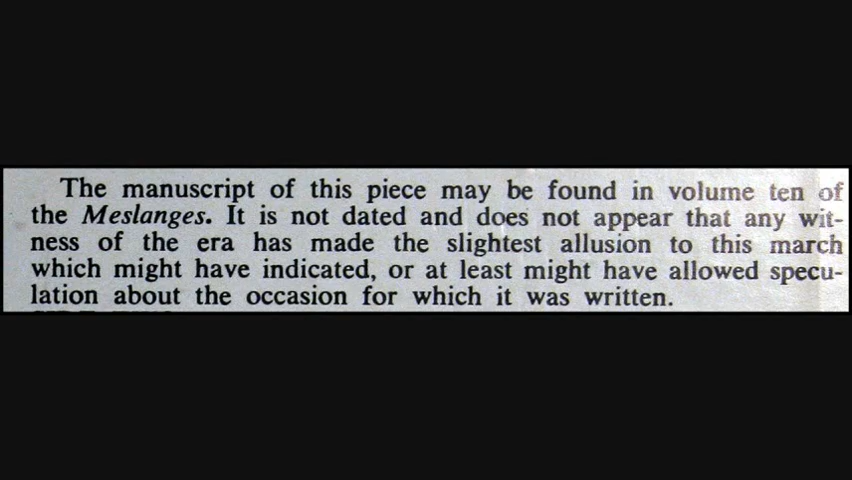 The manuscript of this piece may be found in volume ten of
the Meslanges. It is not dated and does not appear that any wit-
ness of the era has made the slightest allusion to this march
which might have indicated, or at least might have allowed specu-
lation about the occasion for which it was written.